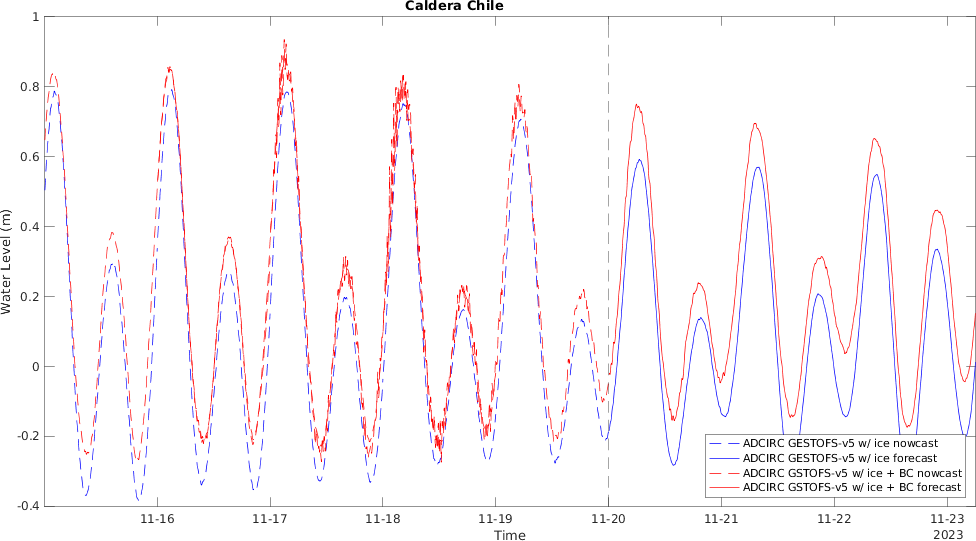 Caldera Chile
1
0.8
0.6
0.4
0.2
0
-0.2
-0.4
Water Level (m)
11-16 11-17 11-18 11-19 11-20 11-21 11-22 11-23
Time 2023
ADCIRC GESTOFS-v5 w/ ice nowcast
ADCIRC GESTOFS-v5 w/ ice forecast
ADCIRC GSTOFS-v5 w/ ice + BC nowcast
ADCIRC GSTOFS-v5 w/ ice + BC forecast